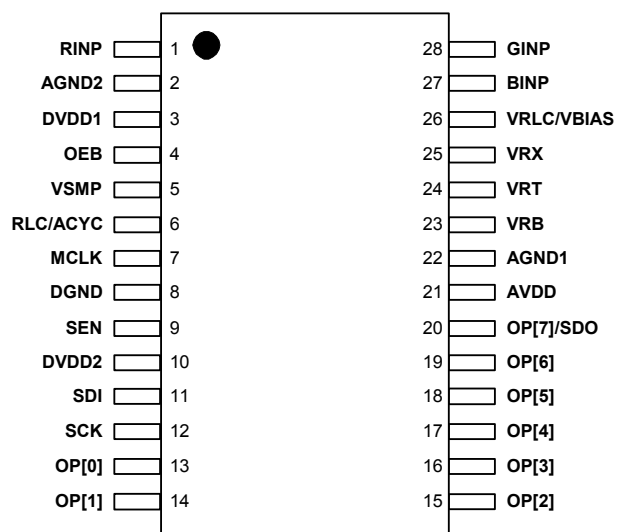 RINP 1 28 GINP
AGND2 2 27 BINP
DVDD1 3 26 VRLC/VBIAS
OEB 4 25 VRX
VSMP 5 24 VRT
RLC/ACYC 6 23 VRB
MCLK 7 22 AGND1
DGND 8 21 AVDD
SEN 9 20 OP[7]/SDO
DVDD2 10 19 OP[6]
SDI 11 18 OP[5]
SCK 12 17 OP[4]
OP[0] 13 16 OP[3]
OP[1] 14 15 OP[2]